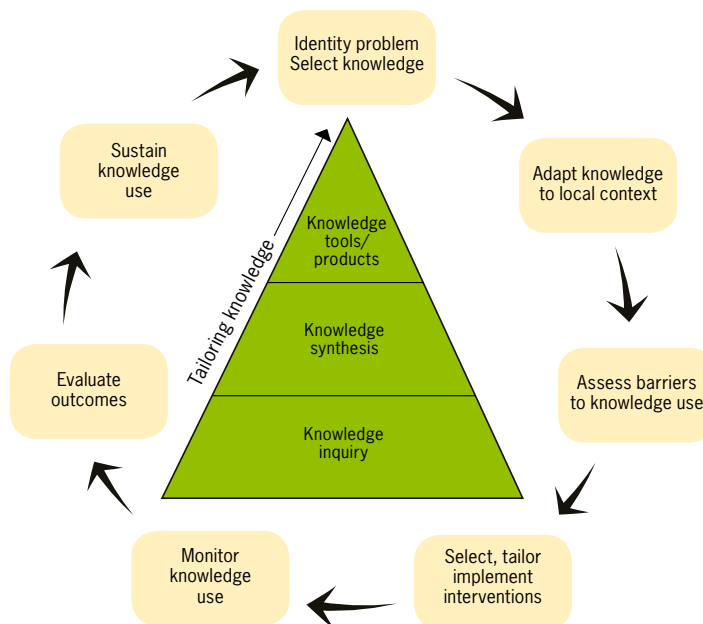 Identity problem
Select knowledge
Adapt knowledge
to local context
Assess barriers
to knowledge use
Select, tailor
implement
interventions
Monitor
knowledge
use
Evaluate
outcomes
Sustain
knowledge
use
Tailoring knowledge
Knowledge
tools/
products
Knowledge
synthesis
Knowledge
inquiry